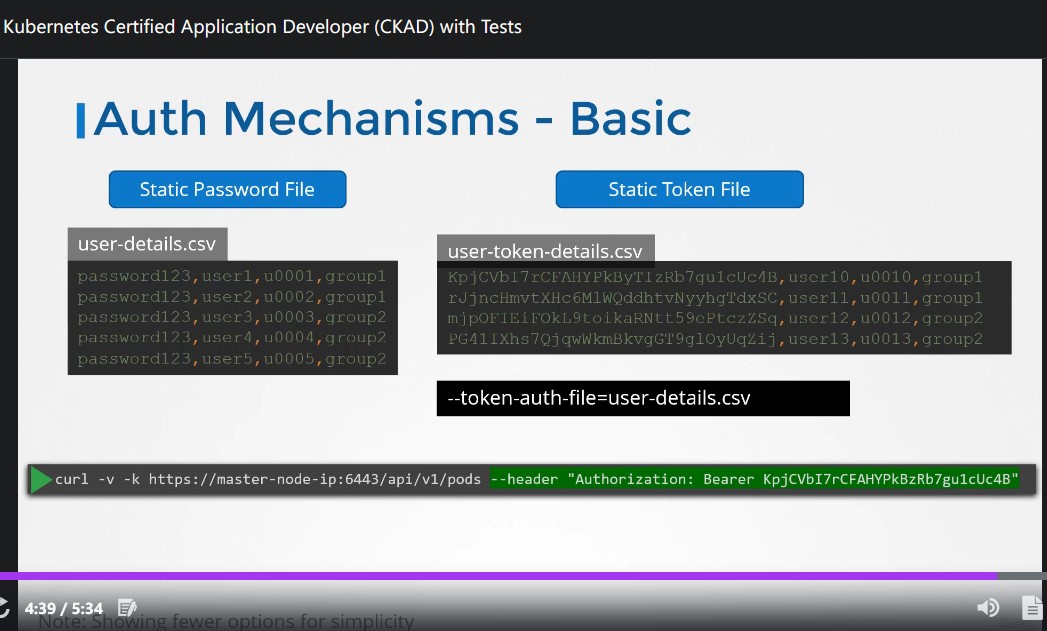 Kubernetes Certified Application Developer (CKAD) with Tests
Auth Mechanisms - Basic
Static Password File
Static Token File
user-details.csv
password123,user1,u0001,group1
password123,user2,u0002,group1
password123,user3,u0003,group2
password123,user4,u0004,group2
password123,user5,u0005,group2
user-token-details.csv
KpjCVbI7rCFAHYPkByTIzRb7gu1cUc4B,user10,u0010,group1
rJjncHmvtXHc6MlWQddhtvNyyhgTdxSC,user11,u0011,group1
mjpOFIEiFOkL9toikaRNtt59ePtczZSq,user12,u0012,group2
PG41IXhs7QjqwWkmBkvgGT9glOyUqZij,user13,u0013,group2
--token-auth-file=user-details.csv
curl -v -k https://master-node-ip:6443/api/v1/pods --header "Authorization: Bearer KpjCVbI7rCFAHYPkBzRb7gu1cUc4B"
4:39 / 5:34
Note: Showing fewer options for simplicity